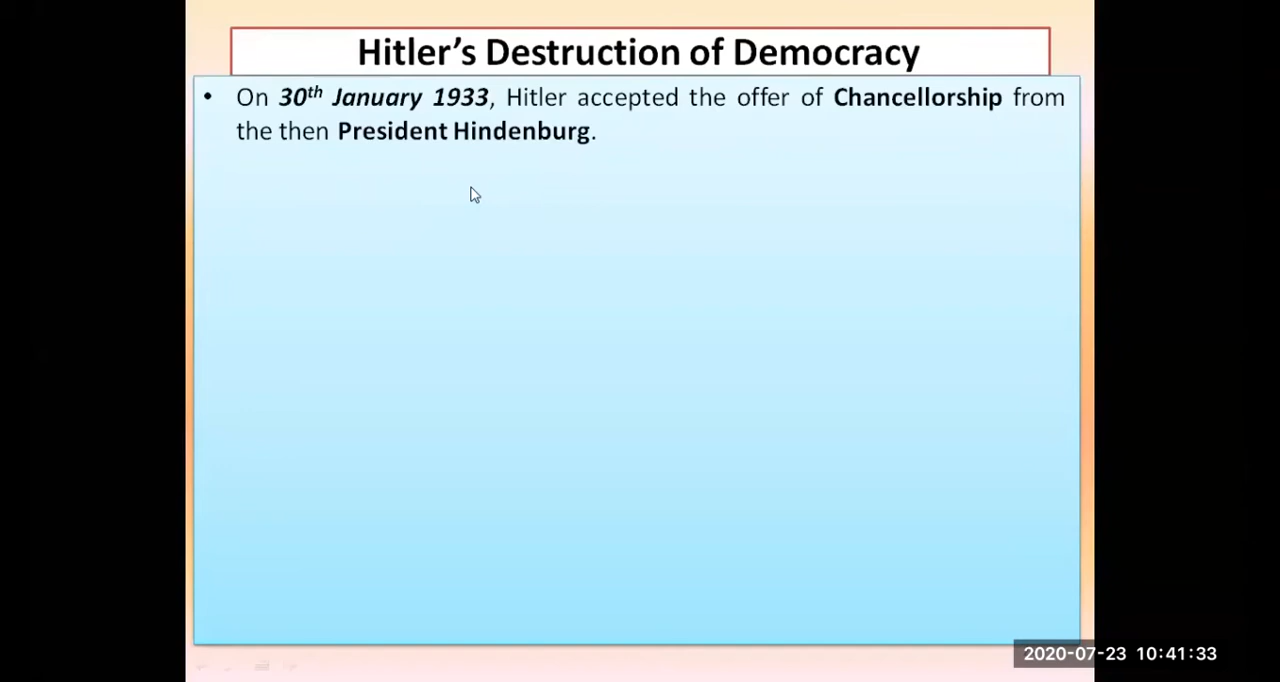 Hitler's Destruction of Democracy
• On 30th January 1933, Hitler accepted the offer of Chancellorship from
the then President Hindenburg.
2020-07-23 10:41:33